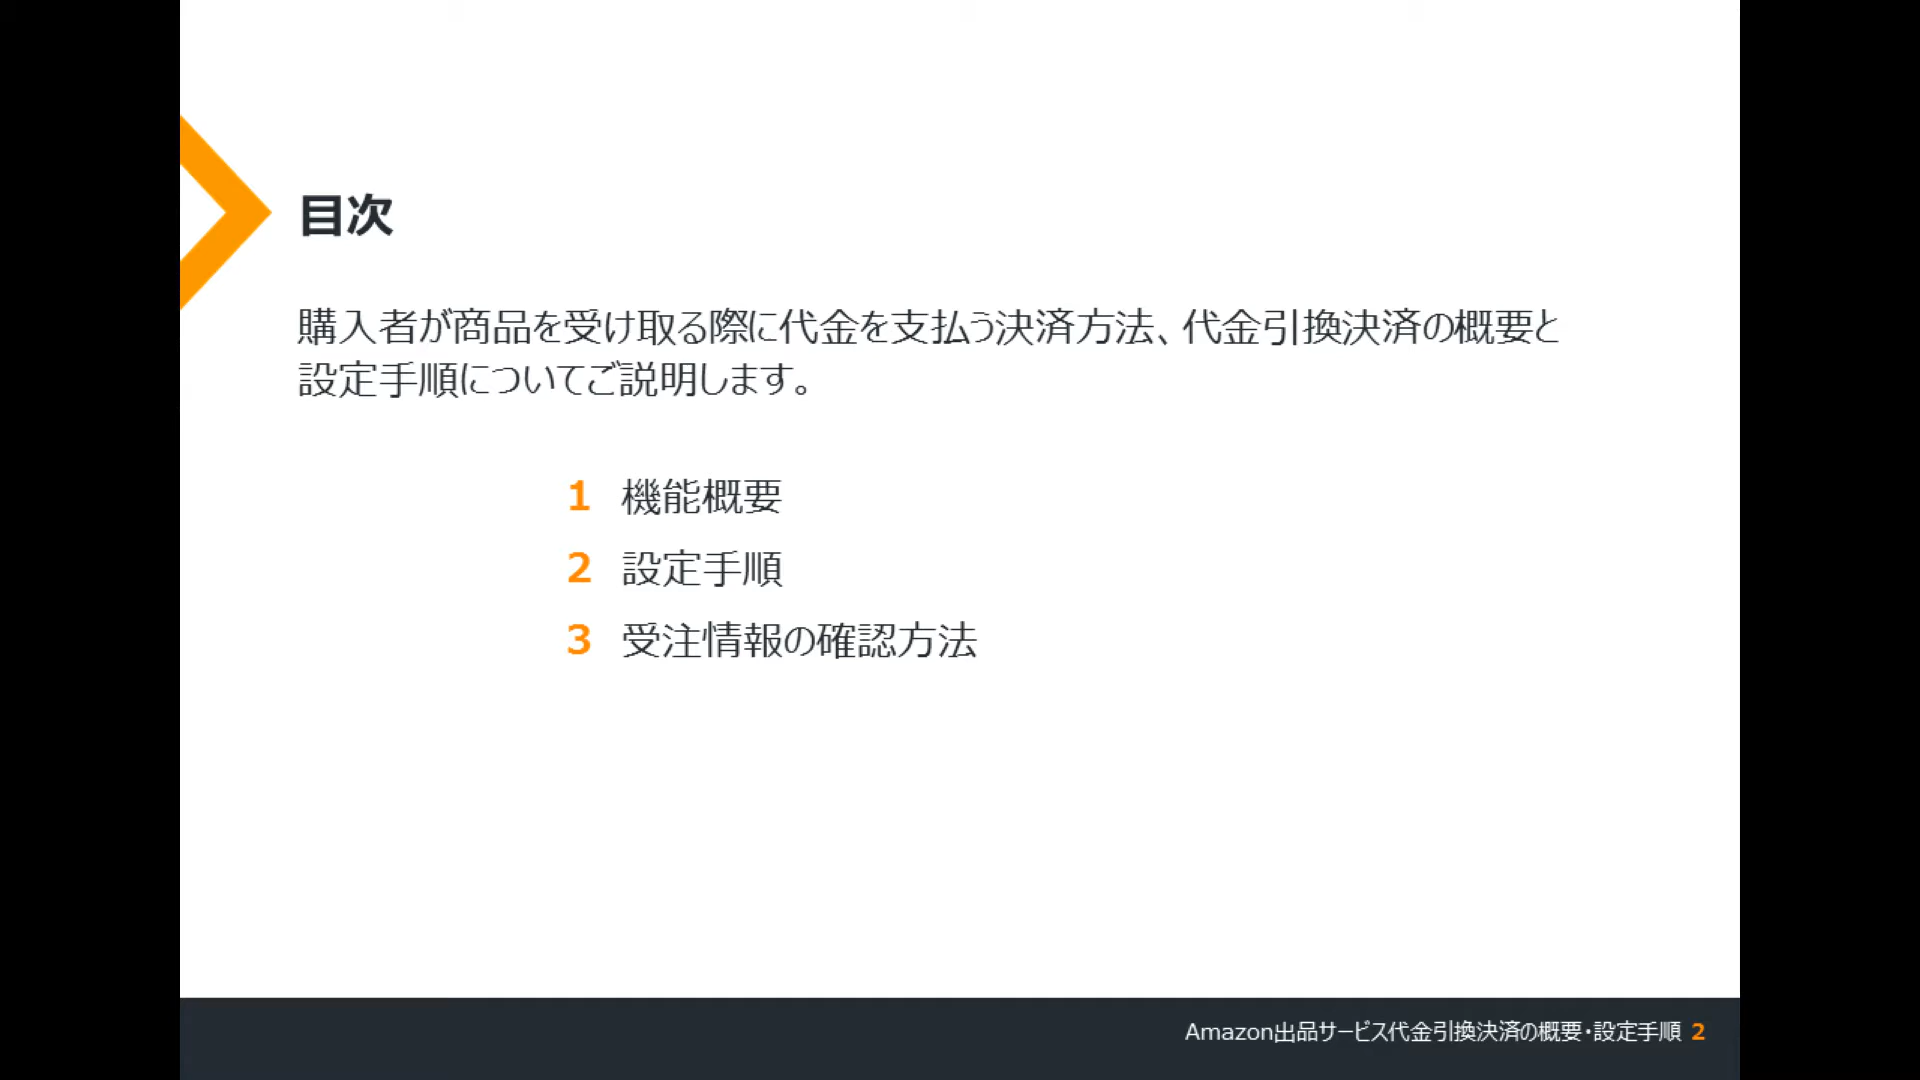 目次
購入者が商品を受け取る際に代金を支払う決済方法、代金引換決済の概要と
設定手順についてご説明します。
1 機能概要
2 設定手順
3 受注情報の確認方法
Amazon出品サービス代金引換決済の概要・設定手順 2